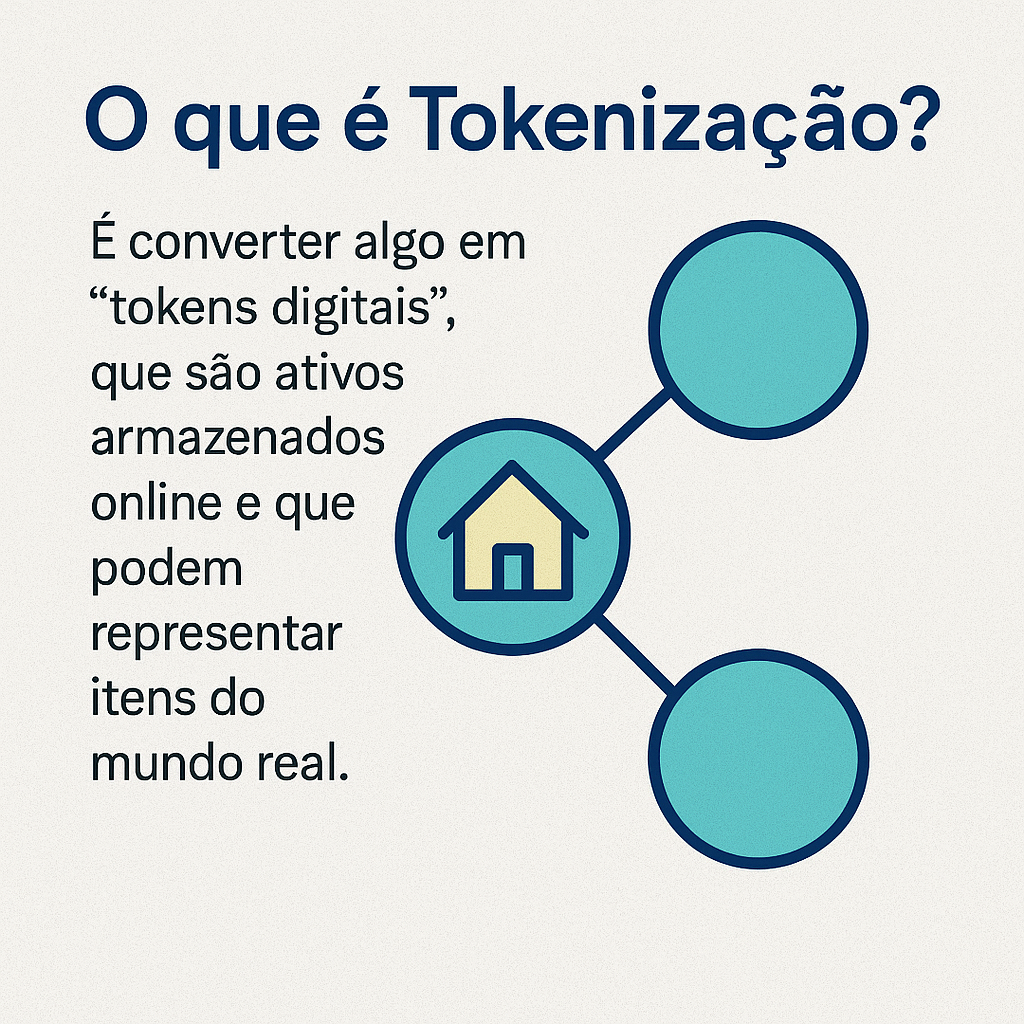 O que é Tokenização?
É converter algo em
“tokens digitais”,
que são ativos
armazenados
online e que
podem
representar
itens do
mundo real.